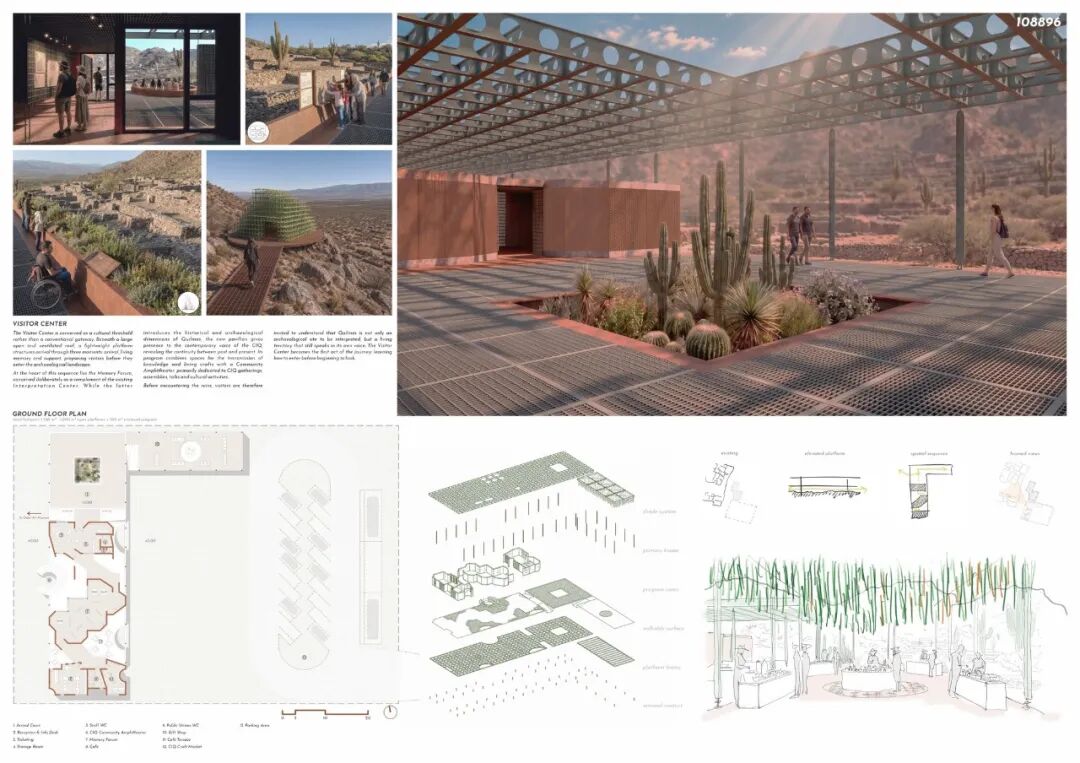 108896
VISITOR CENTER
The Visitor Center is conceived as a cultural threshold
rather than a conventional gateway. Beneath a large
open and ventilated roof, a lightweight platform
structures arrival through three moments: arrival, living
memory and support, preparing visitors before they
enter the archaeological landscape.
At the heart of this sequence lies the Memory Forum,
conceived deliberately as a complement of the existing
Interpretation Center. While the latter
introduces the historical and archaeological
dimensions of Quilmes, the new pavilion gives
presence to the contemporary voice of the CIQ,
revealing the continuity between past and present. Its
program combines spaces for the transmission of
knowledge and living crafts with a Community
Amphitheater, primarily dedicated to CIQ gatherings,
assemblies, talks and cultural activities.
Before encountering the ruins, visitors are therefore
invited to understand that Quilmes is not only an
archaeological site to be interpreted, but a living
territory that still speaks in its own voice. The Visitor
Center becomes the first act of the journey: learning
how to enter before beginning to look.
GROUND FLOOR PLAN
existing
elevated platform
spatial sequence
framed views
shade system
primary frame
program cores
walkable surface
platform beams
minimal contact
1. Arrival Court
2. Reception & Info Desk
3. Ticketing
4. Storage Room
5. Staff WC
6. CIQ Community Amphitheater
7. Memory Forum
8. Cafe
9. Public Unisex WC
10. Gift Shop
11. Cafe Terrace
12. CIQ Craft Market
13. Parking Area